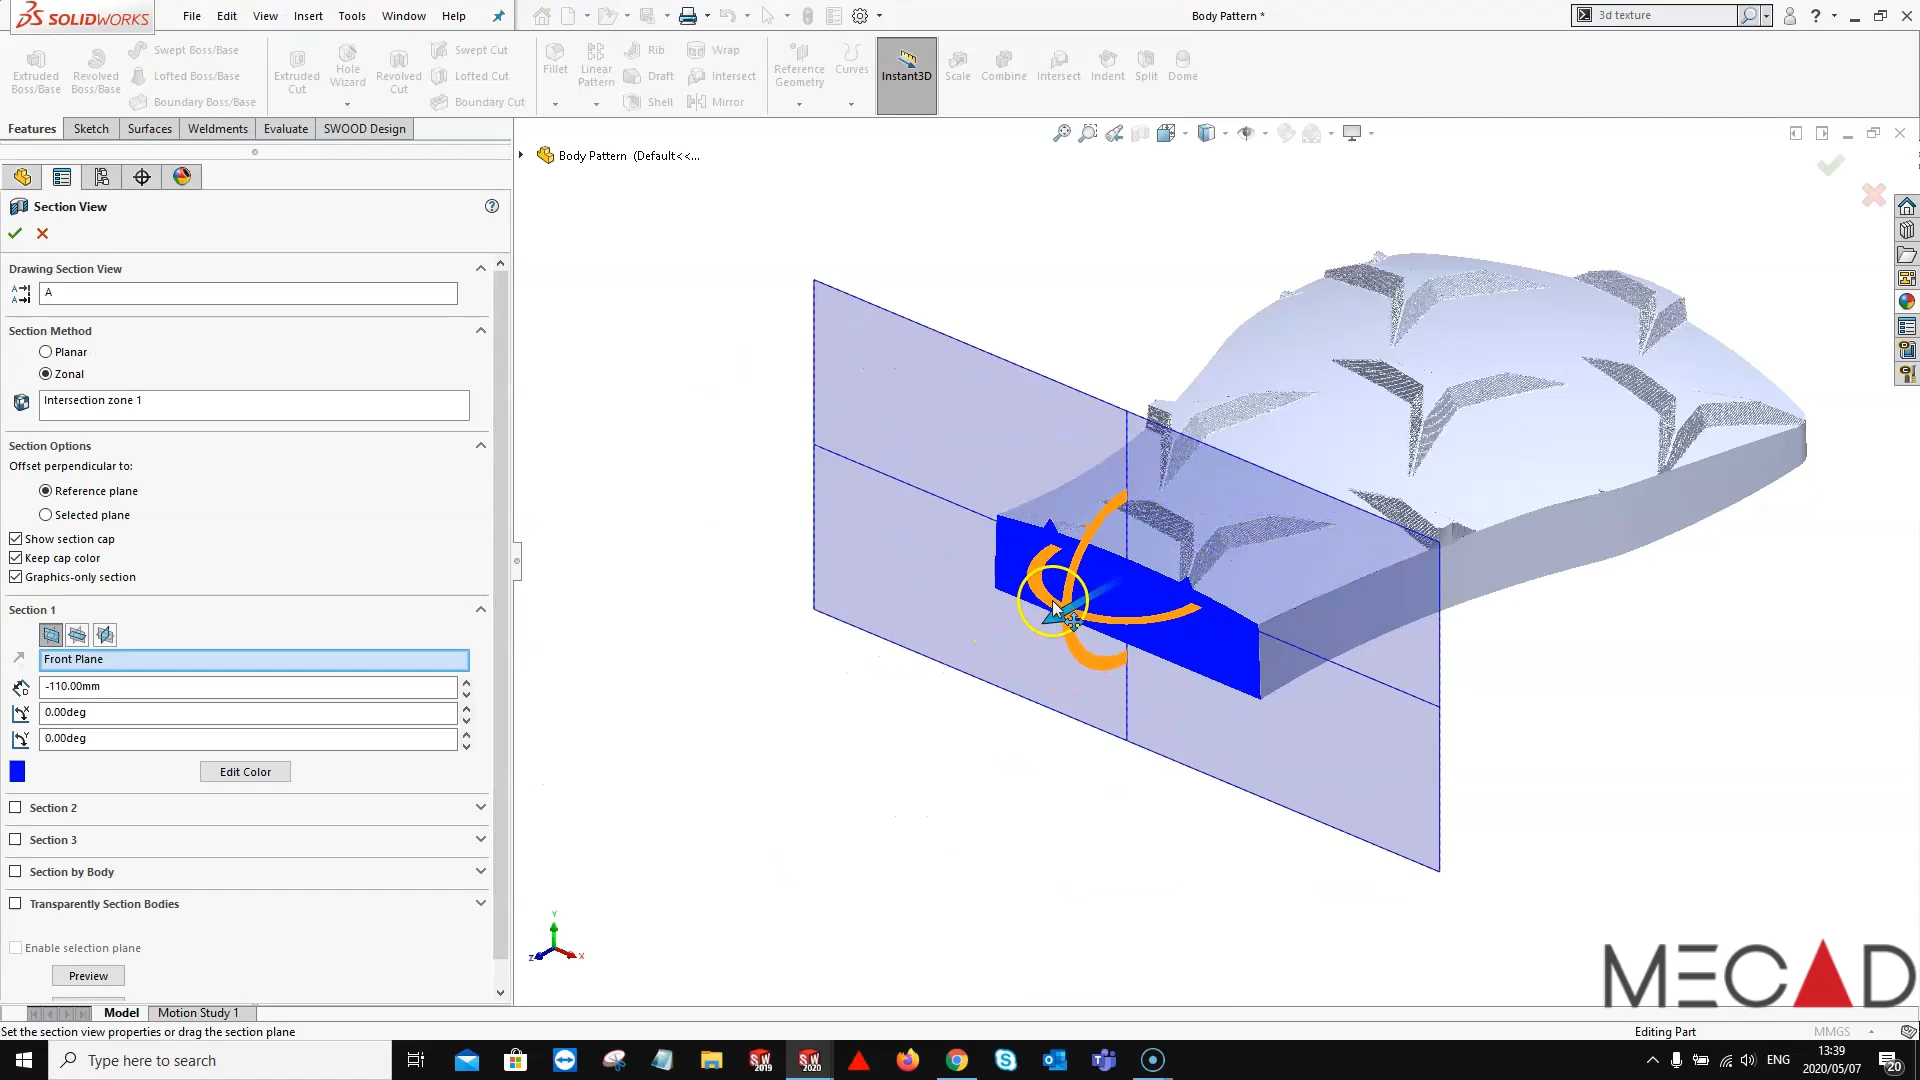 SOLIDWORKS
File Edit View Insert Tools Window Help
Body Pattern *
3d texture
Extruded Boss/Base
Revolved Boss/Base
Swept Boss/Base
Lofted Boss/Base
Boundary Boss/Base
Extruded Cut
Hole Wizard
Revolved Cut
Swept Cut
Lofted Cut
Boundary Cut
Fillet
Linear Pattern
Rib
Draft
Shell
Wrap
Intersect
Mirror
Reference Geometry
Curves
Instant3D
Scale
Combine
Intersect
Indent
Split
Dome
Features Sketch Surfaces Weldments Evaluate SWOOD Design
Body Pattern (Default<<...
Section View
Drawing Section View
A
Section Method
Planar
Zonal
Intersection zone 1
Section Options
Offset perpendicular to:
Reference plane
Selected plane
Show section cap
Keep cap color
Graphics-only section
Section 1
Front Plane
-110.00mm
0.00deg
0.00deg
Edit Color
Section 2
Section 3
Section by Body
Transparently Section Bodies
Enable selection plane
Preview
Y
Z
X
MECAD
Model Motion Study 1
Set the section view properties or drag the section plane
Editing Part
MMGS
Type here to search
SW 2019
SW 2020
ENG
13:39
2020/05/07
20